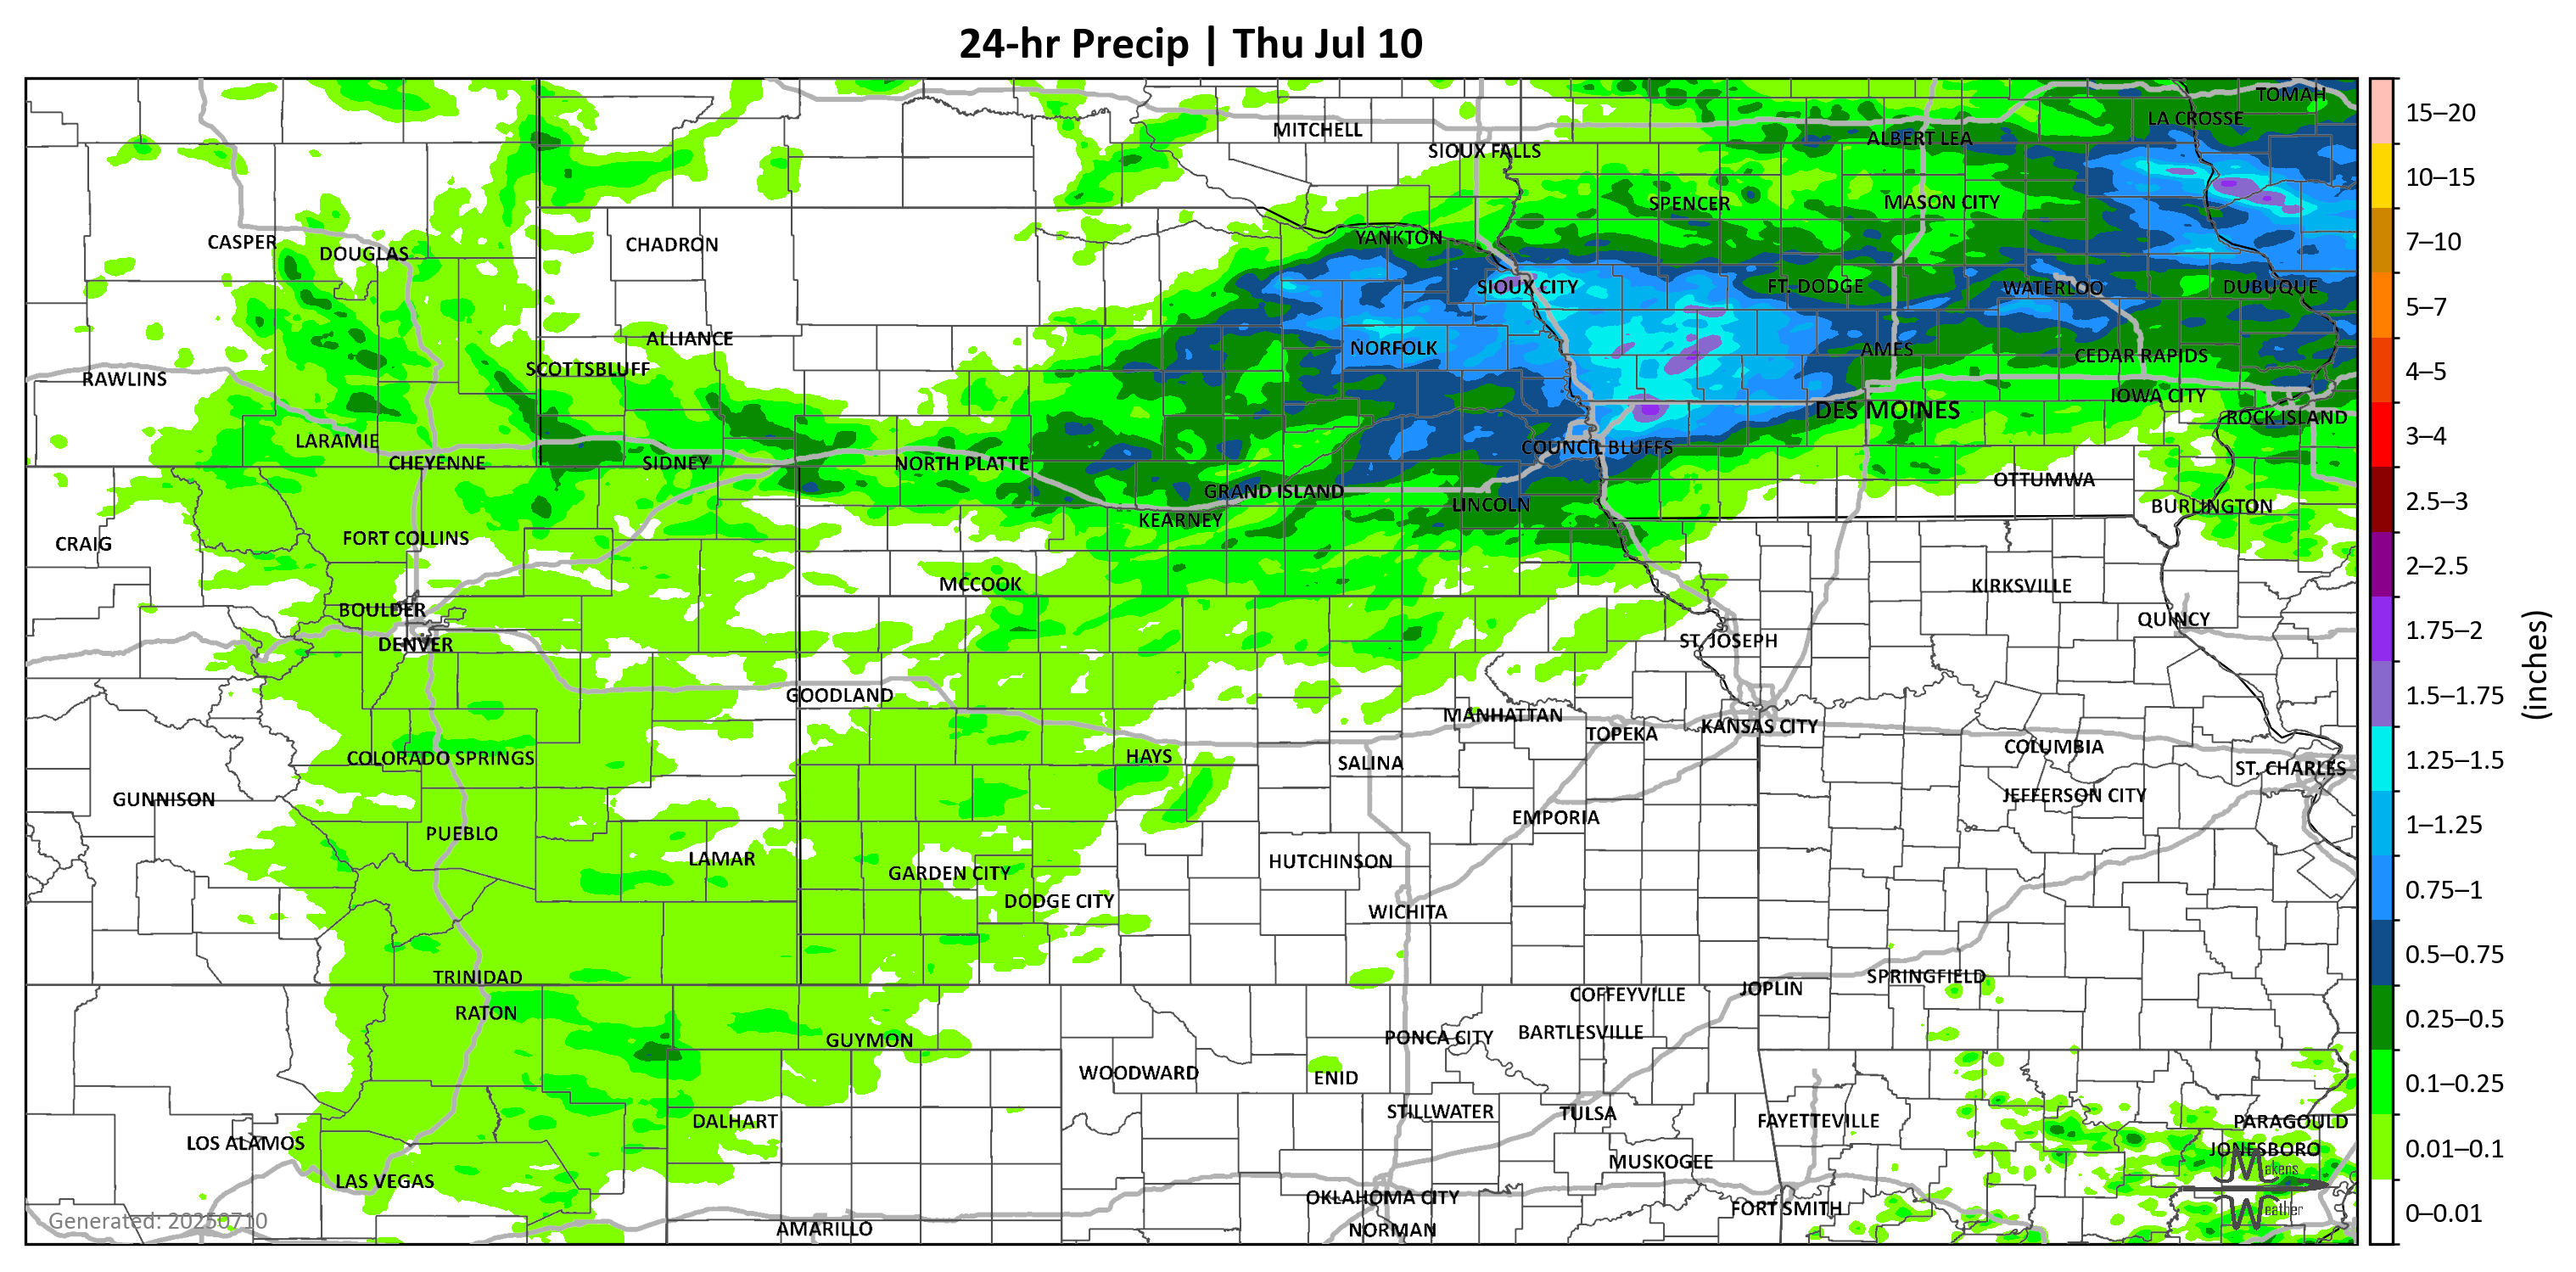 24-hr Precip | Thu Jul 10
TOMAH
LA CROSSE
MITCHELL
ALBERT LEA
SIOUX FALLS
SPENCER
MASON CITY
YANKTON
CASPER
CHADRON
DOUGLAS
SIOUX CITY
FT. DODGE
WATERLOO
DUBUQUE
ALLIANCE
NORFOLK
AMES
CEDAR RAPIDS
SCOTTSBLUFF
RAWLINS
IOWA CITY
DES MOINES
ROCK ISLAND
LARAMIE
COUNCIL BLUFFS
CHEYENNE
SIDNEY
NORTH PLATTE
OTTUMWA
GRAND ISLAND
LINCOLN
BURLINGTON
KEARNEY
FORT COLLINS
CRAIG
MCCOOK
KIRKSVILLE
BOULDER
QUINCY
DENVER
ST. JOSEPH
GOODLAND
MANHATTAN
TOPEKA
KANSAS CITY
COLUMBIA
COLORADO SPRINGS
HAYS
SALINA
ST. CHARLES
GUNNISON
JEFFERSON CITY
EMPORIA
PUEBLO
LAMAR
HUTCHINSON
GARDEN CITY
DODGE CITY
WICHITA
TRINIDAD
SPRINGFIELD
COFFEYVILLE
JOPLIN
RATON
GUYMON
PONCA CITY
BARTLESVILLE
WOODWARD
ENID
DALHART
STILLWATER
TULSA
FAYETTEVILLE
PARAGOULD
LOS ALAMOS
JONESBORO
MUSKOGEE
LAS VEGAS
OKLAHOMA CITY
FORT SMITH
AMARILLO
NORMAN
Generated: 20250710
Makens
Weather
15–20
10–15
7–10
5–7
4–5
3–4
2.5–3
2–2.5
1.75–2
1.5–1.75
1.25–1.5
1–1.25
0.75–1
0.5–0.75
0.25–0.5
0.1–0.25
0.01–0.1
0–0.01
(inches)